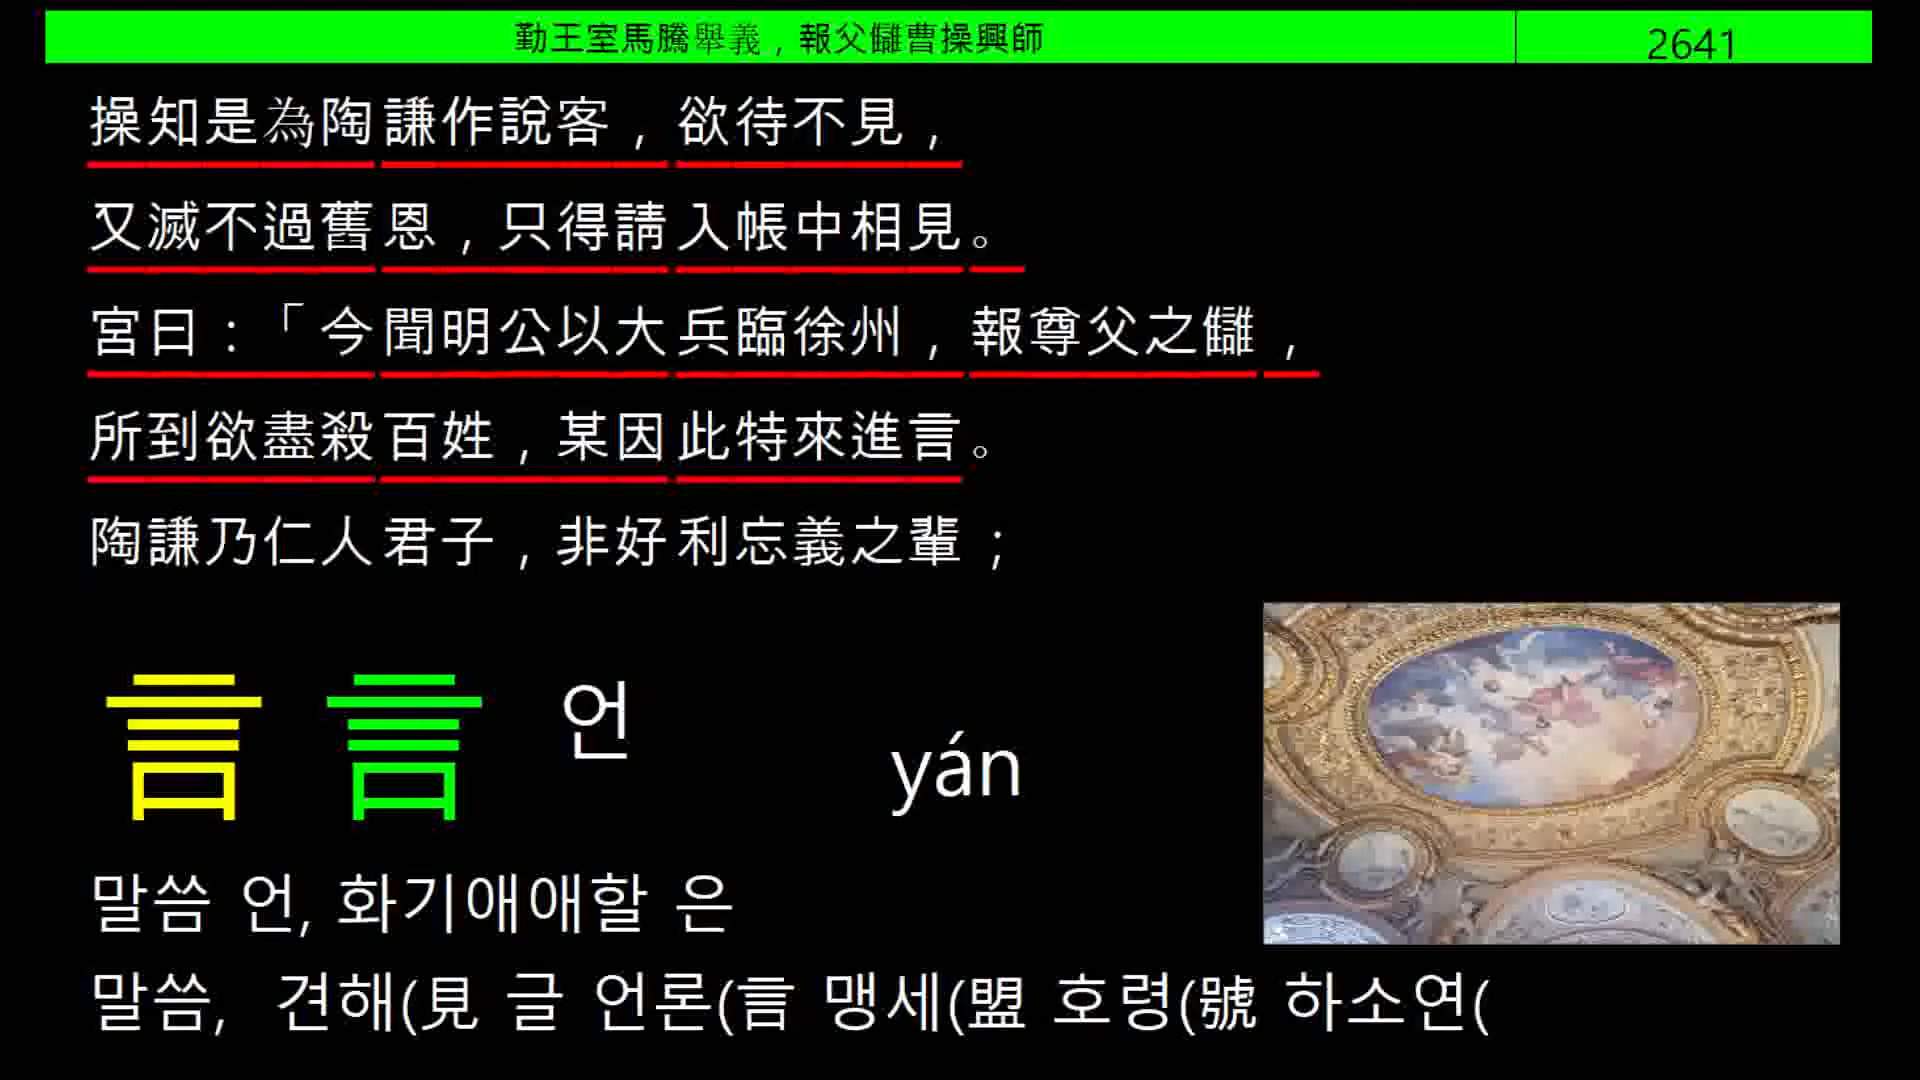 勤王室馬騰舉義，報父讎曹操興師
2641
操知是為陶謙作說客，欲待不見，
又滅不過舊恩，只得請入帳中相見。
宮曰：「今聞明公以大兵臨徐州，報尊父之讎，
所到欲盡殺百姓，某因此特來進言。
陶謙乃仁人君子，非好利忘義之輩；
言 言 언 yán
말씀 언, 화기애애할 은
말씀, 견해(見 글 언론(言 맹세(盟 호령(號 하소연(